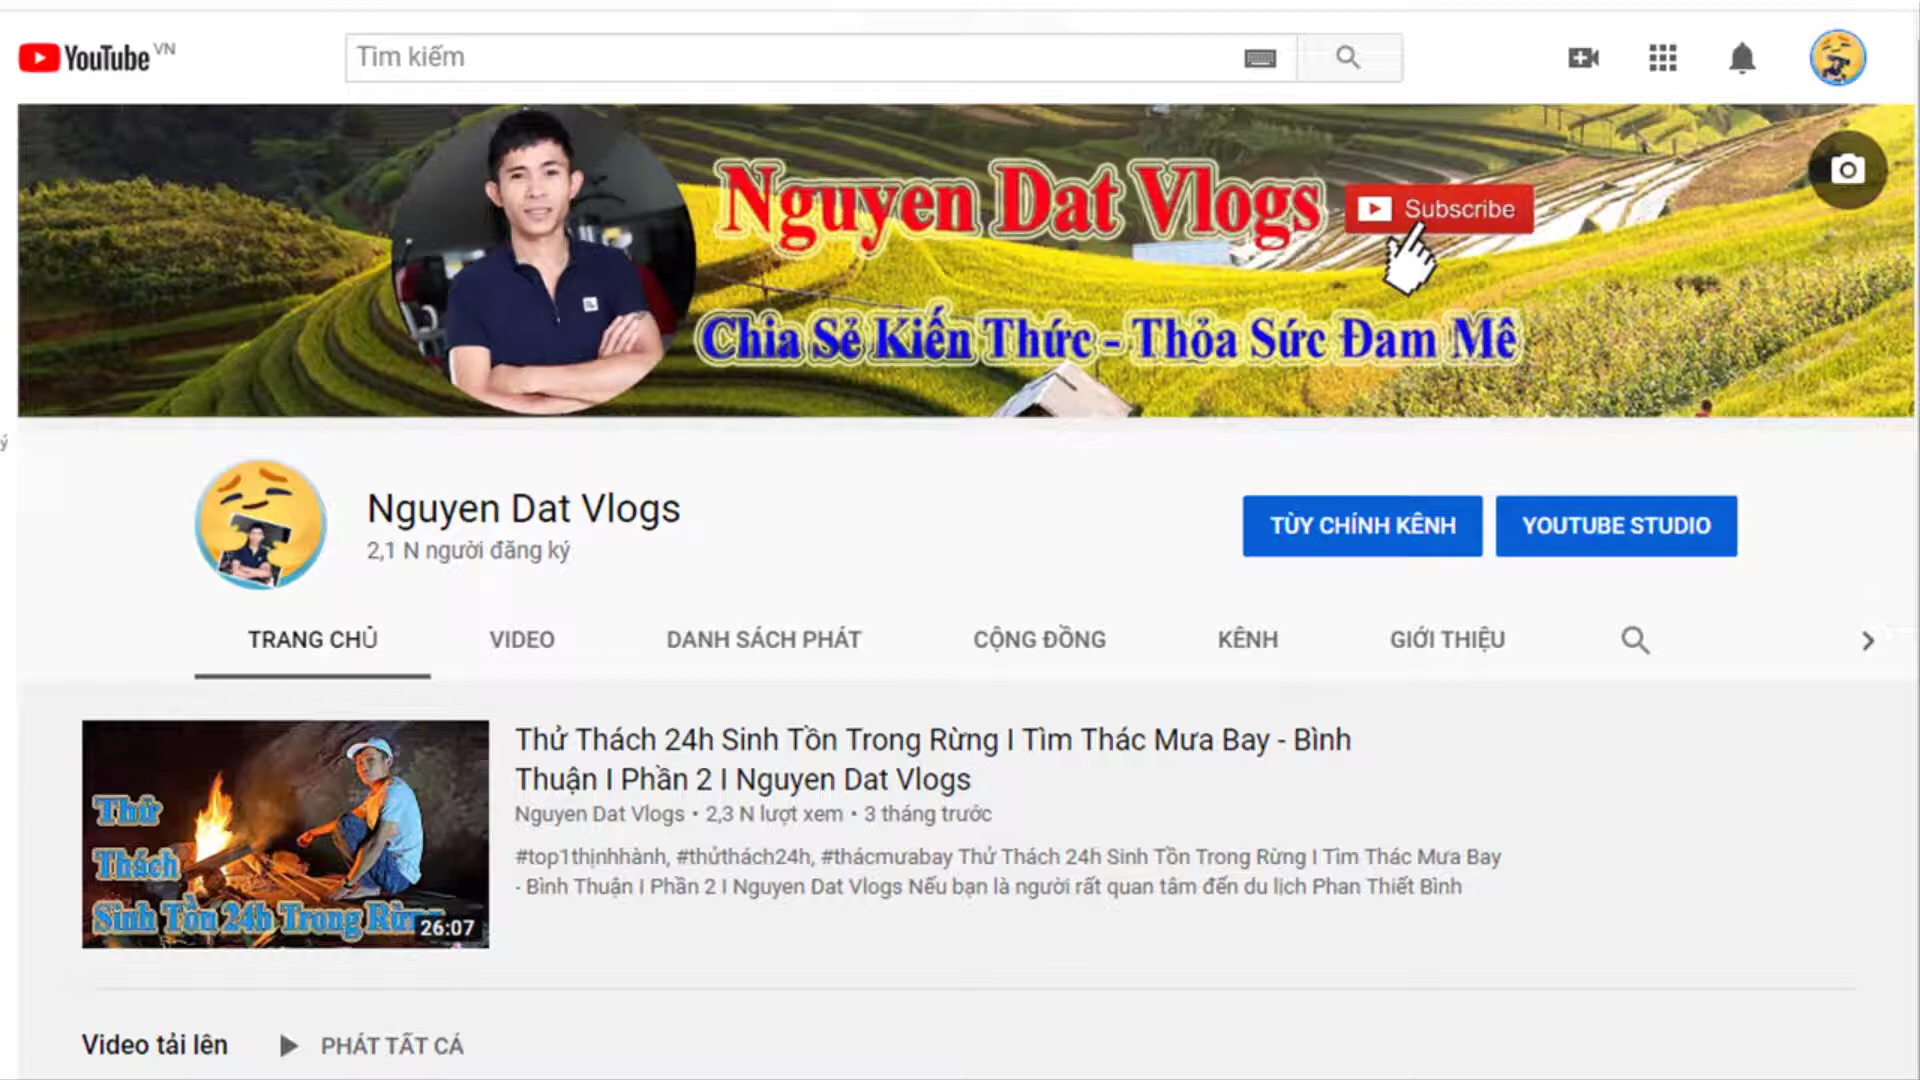 YouTube VN
Tìm kiếm
Nguyen Dat Vlogs
Subscribe
Chia Sẻ Kiến Thức - Thỏa Sức Đam Mê
ý
Nguyen Dat Vlogs
2,1 N người đăng ký
TÙY CHỈNH KÊNH
YOUTUBE STUDIO
TRANG CHỦ
VIDEO
DANH SÁCH PHÁT
CỘNG ĐỒNG
KÊNH
GIỚI THIỆU
Thử
Thách
Sinh Tồn 24h Trong Rừng
26:07
Thử Thách 24h Sinh Tồn Trong Rừng I Tìm Thác Mưa Bay - Bình
Thuận I Phần 2 I Nguyen Dat Vlogs
Nguyen Dat Vlogs • 2,3 N lượt xem • 3 tháng trước
#top1thịnhhành, #thửthách24h, #thácmưabay Thử Thách 24h Sinh Tồn Trong Rừng I Tìm Thác Mưa Bay
- Bình Thuận I Phần 2 I Nguyen Dat Vlogs Nếu bạn là người rất quan tâm đến du lịch Phan Thiết Bình
Video tải lên
PHÁT TẤT CẢ